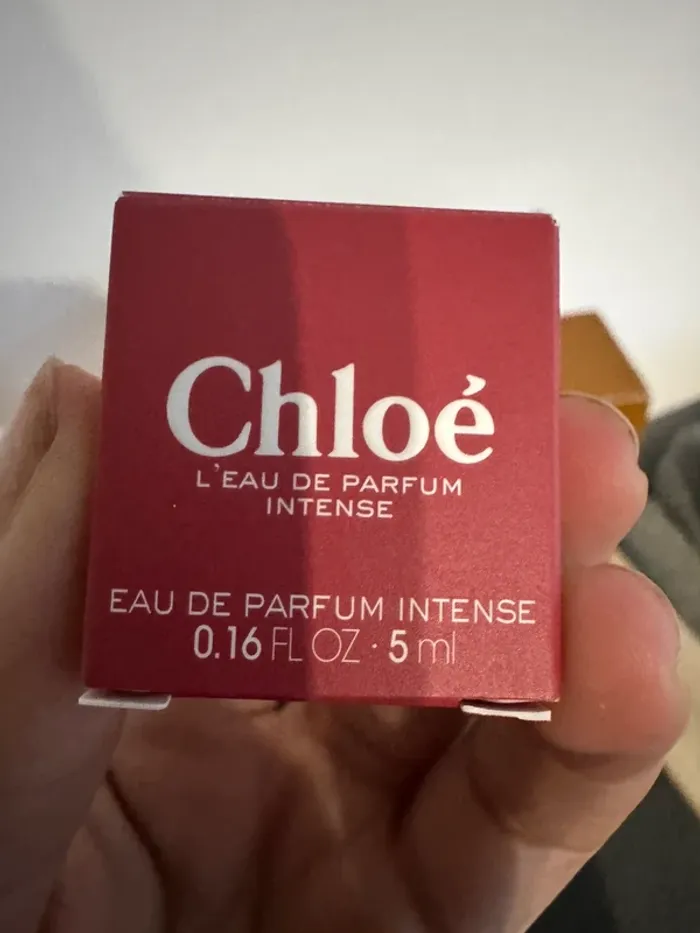 Chloé
L'EAU DE PARFUM
INTENSE
EAU DE PARFUM INTENSE
0.16 FL OZ · 5 ml